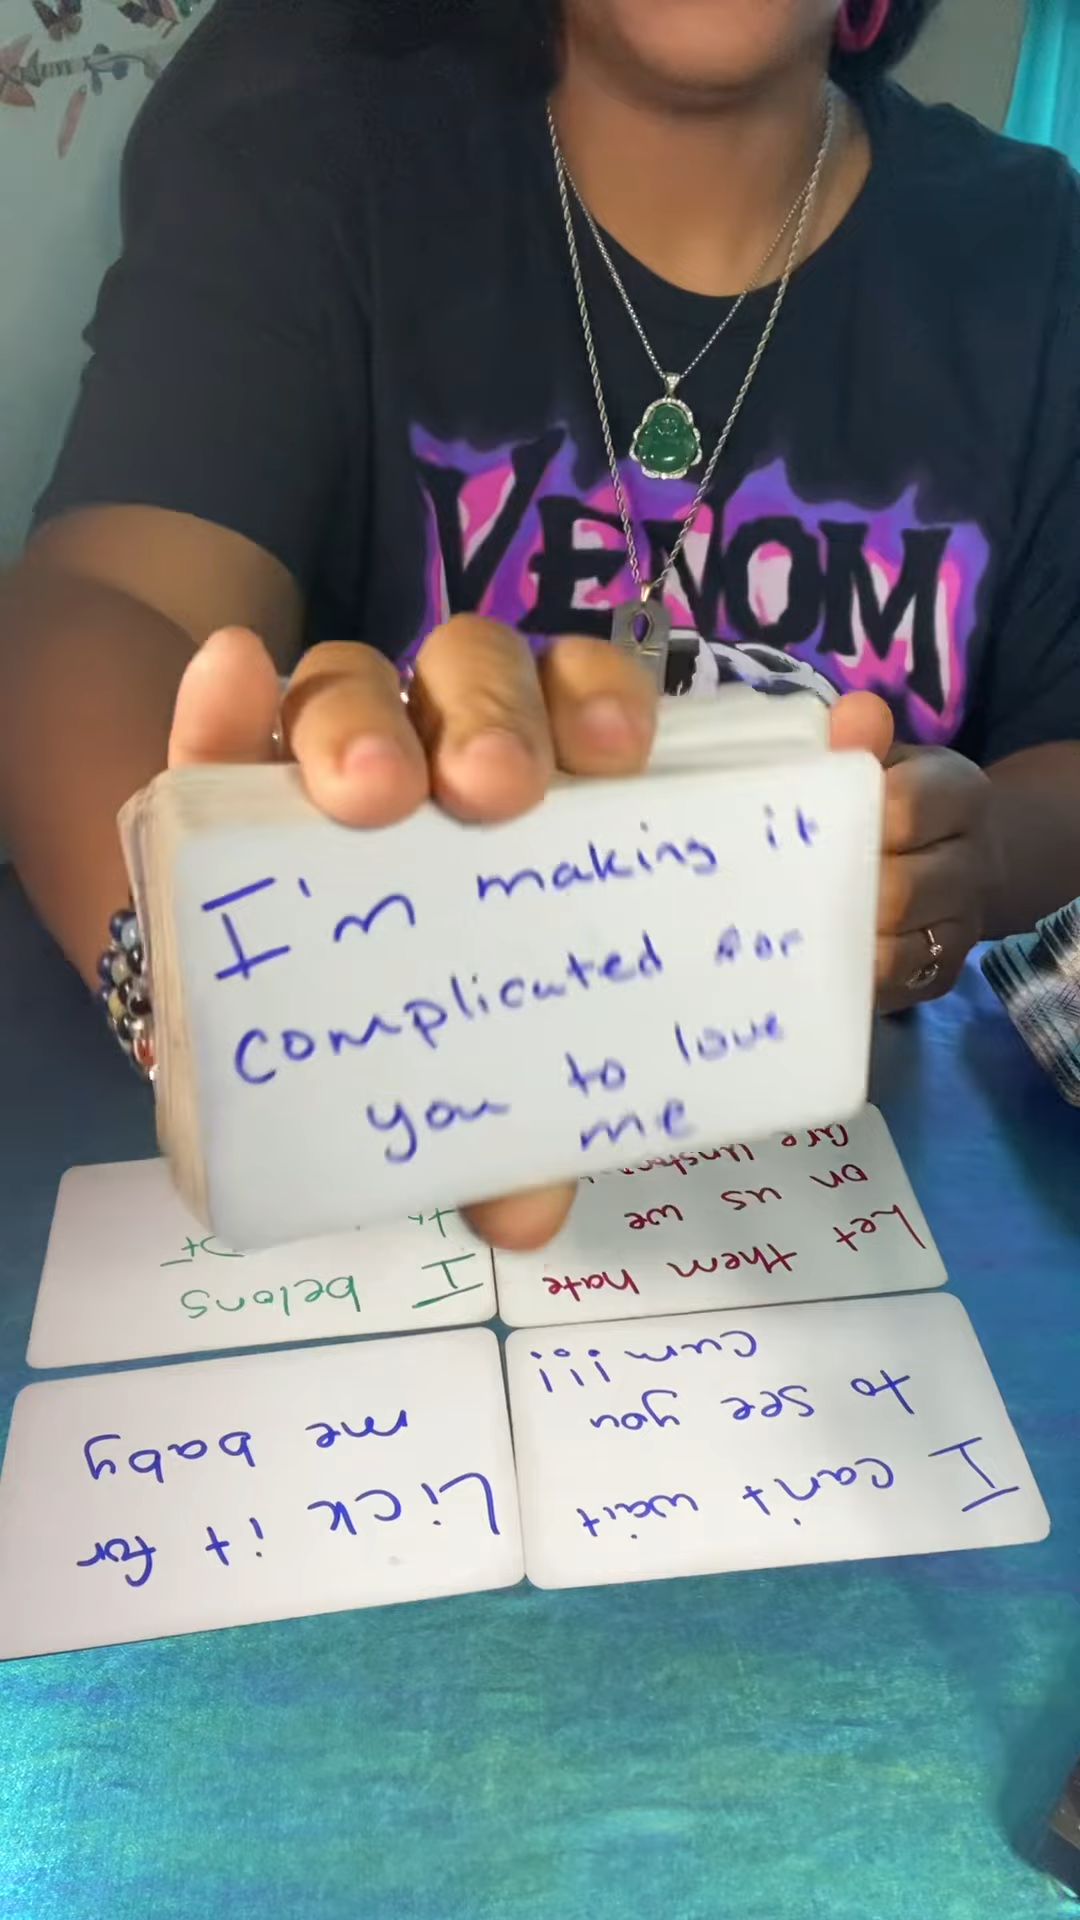 VENOM
I'm making it
complicated for
you to love
me
Let them hate
on us we
are
I belong
I can't wait
to see you
cum !!!
Lick it for
me baby